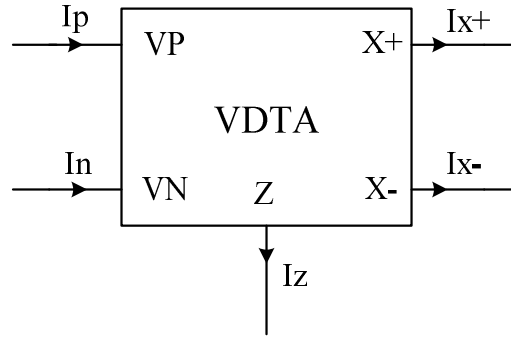 Ip
Ix+
VP
X+
VDTA
In
Ix-
VN
Z
X-
Iz